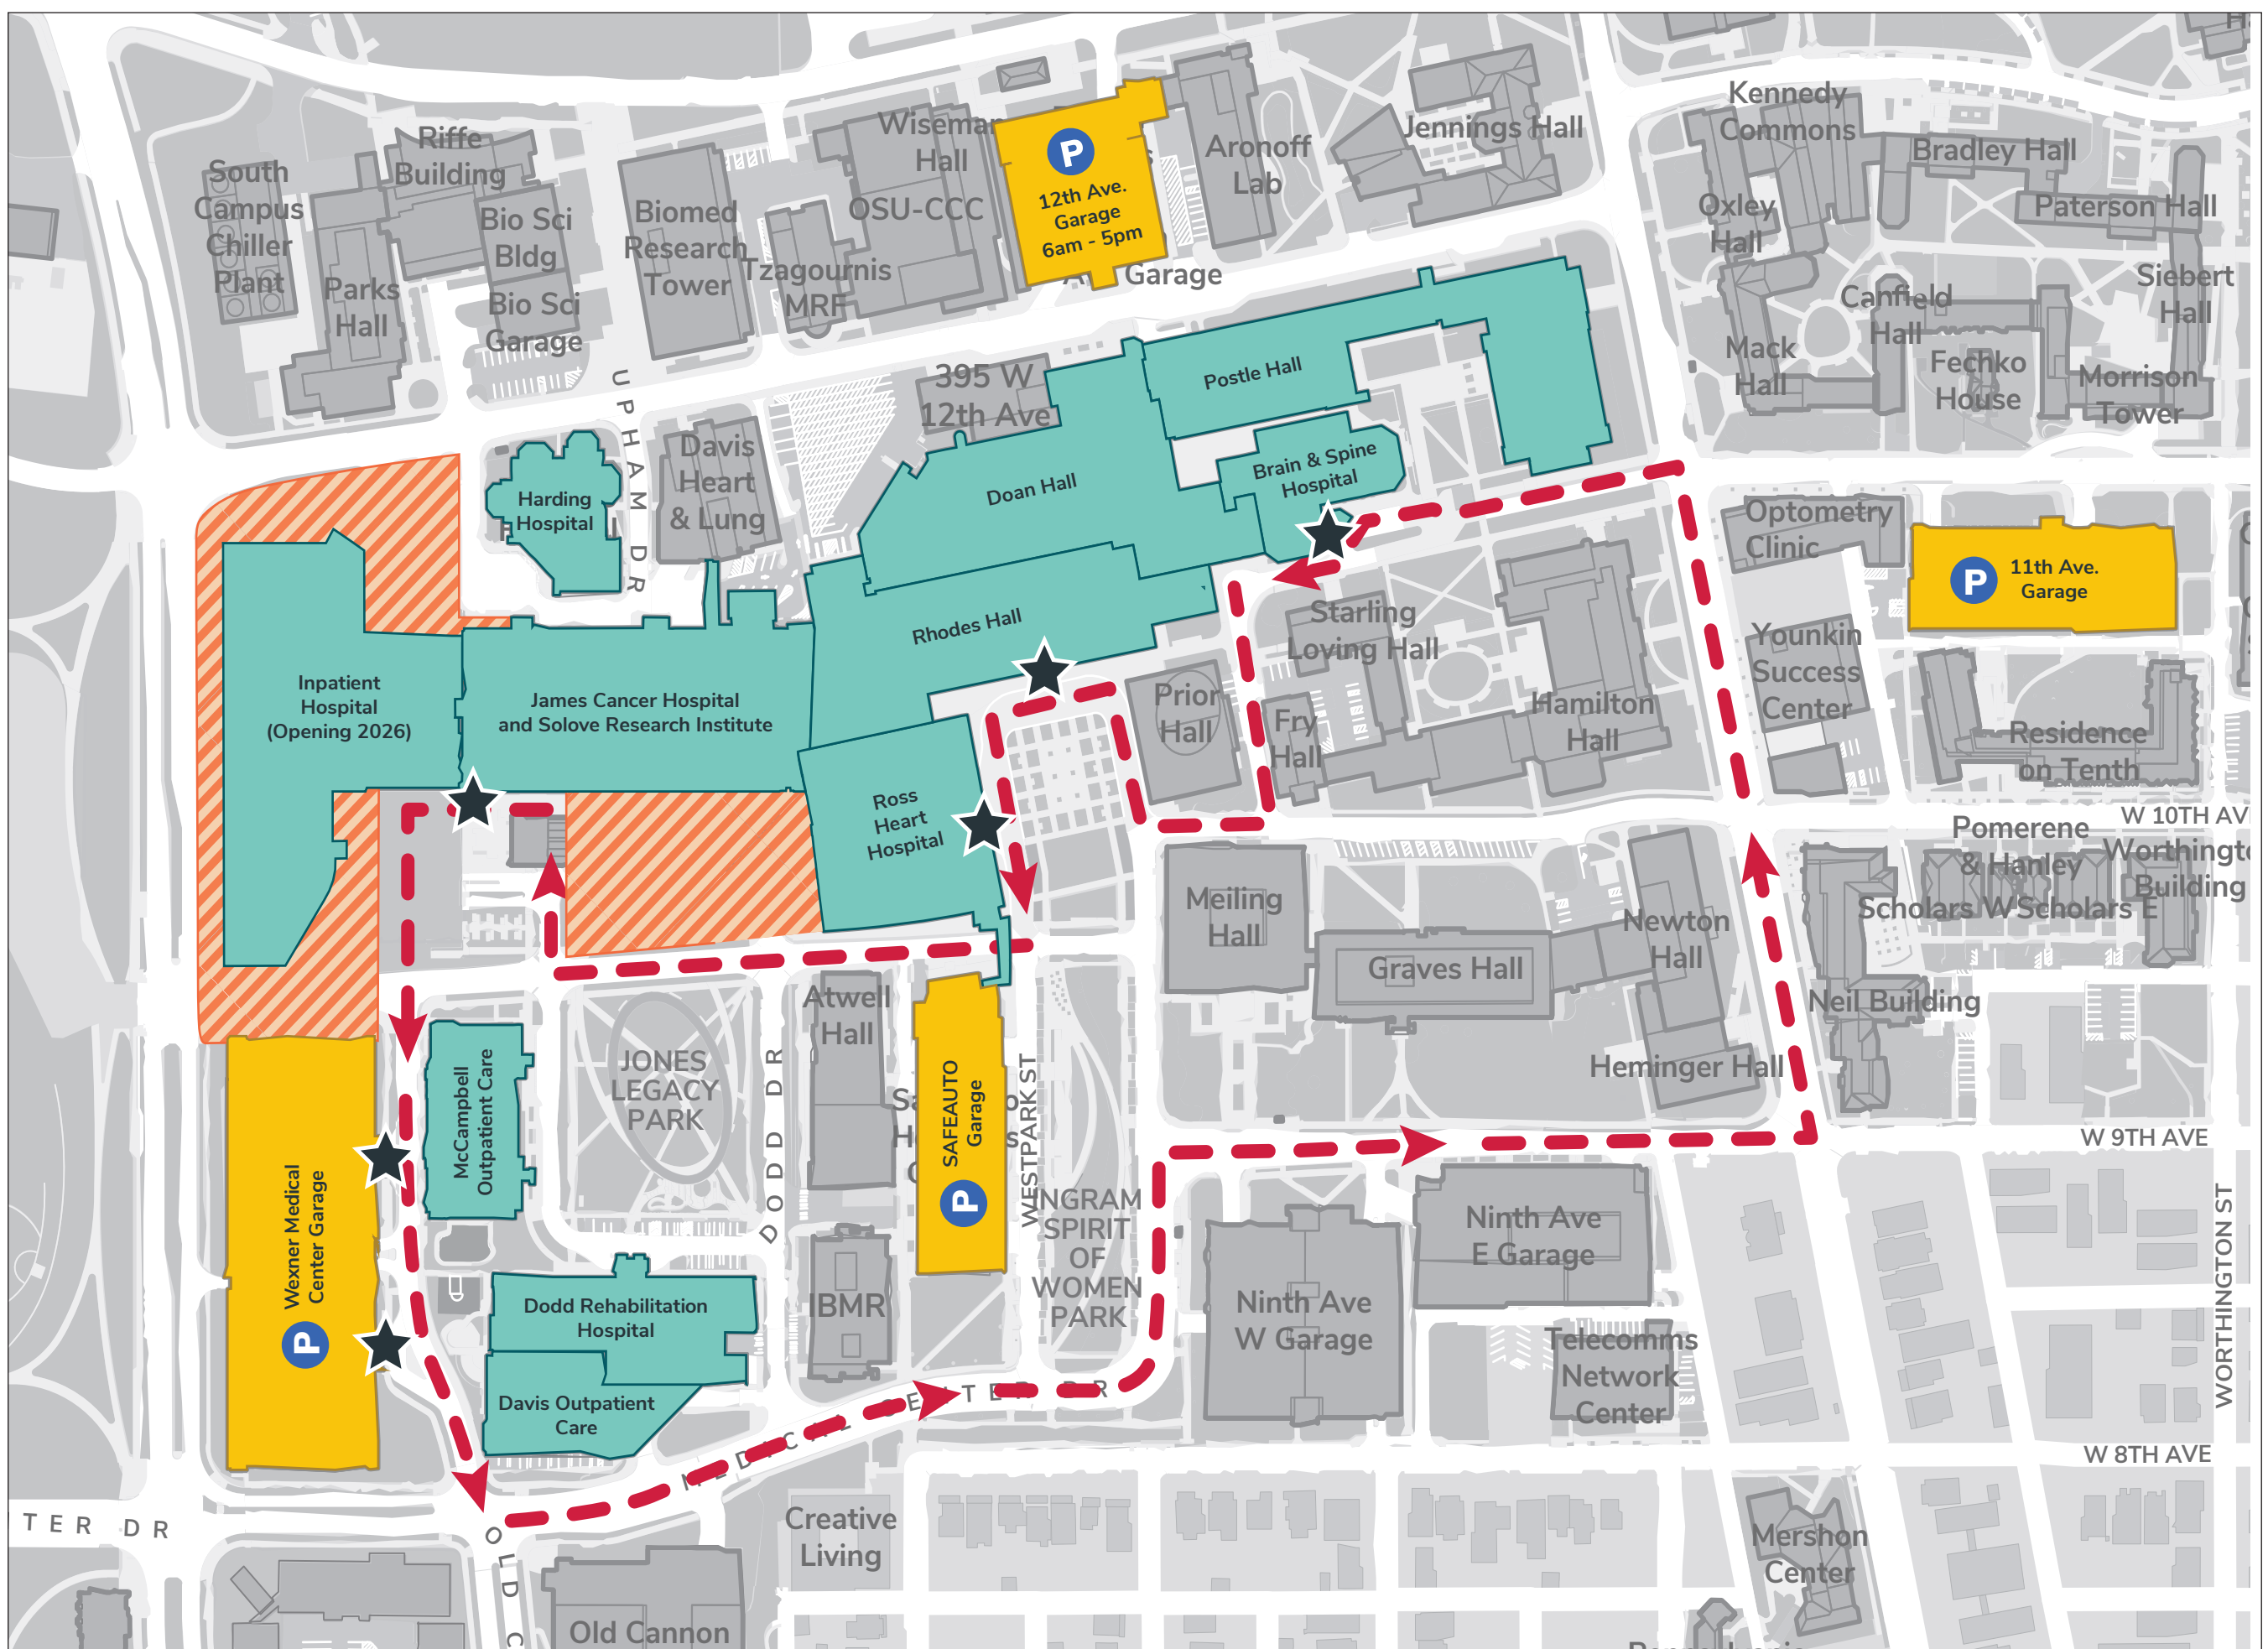 Kennedy
Commons
Riffe
Building
Wiseman
Hall
Jennings Hall
Aronoff
Lab
Bradley Hall
P
12th Ave.
Garage
6am - 5pm
South
Campus
Chiller
Plant
Bio Sci
Bldg
Biomed
Research
Tower
OSU-CCC
Oxley
Hall
Paterson Hall
Tzagournis
MRF
Garage
Siebert
Hall
Parks
Hall
Bio Sci
Garage
Canfield
Hall
Mack
Hall
Fechko
House
Morrison
Tower
UPHAM DR
395 W
12th Ave
Postle Hall
Davis
Heart
& Lung
Brain & Spine
Hospital
Doan Hall
Harding
Hospital
Optometry
Clinic
P
11th Ave.
Garage
Rhodes Hall
Starling
Loving Hall
Younkin
Success
Center
Inpatient
Hospital
(Opening 2026)
James Cancer Hospital
and Solove Research Institute
Prior
Hall
Fry
Hall
Hamilton
Hall
Residence
on Tenth
Ross
Heart
Hospital
W 10TH AV
Pomerene
& Hanley
Worthingt
Building
Scholars W
Scholars E
Meiling
Hall
Newton
Hall
Graves Hall
Neil Building
Atwell
Hall
Heminger Hall
JONES
LEGACY
PARK
DODD DR
McCampbell
Outpatient Care
SAFEAUTO
Garage
P
WESTPARK ST
W 9TH AVE
INGRAM
SPIRIT
OF
WOMEN
PARK
Wexner Medical
Center Garage
P
Ninth Ave
E Garage
WORTHINGTON ST
Dodd Rehabilitation
Hospital
IBMR
Ninth Ave
W Garage
Telecomms
Network
Center
Davis Outpatient
Care
MEDICAL CENTER DR
W 8TH AVE
TER DR
OLD C
Creative
Living
Mershon
Center
Old Cannon